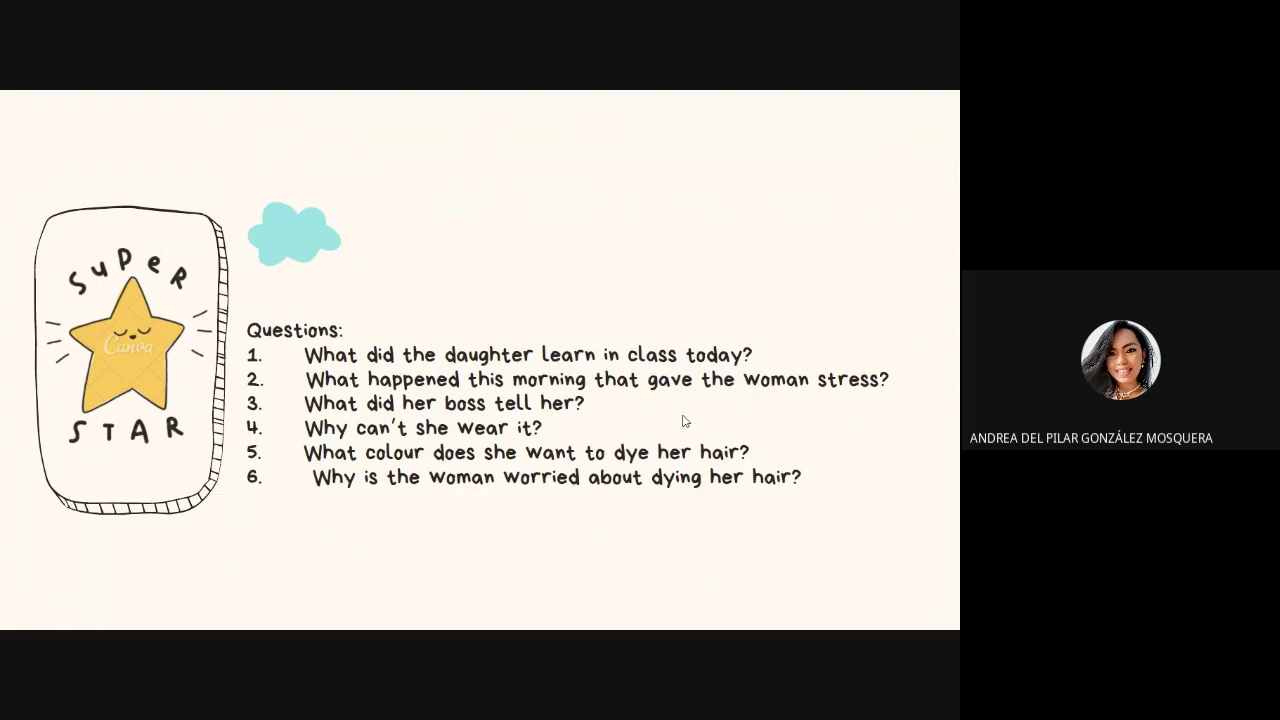 SUPER
Canva
STAR
Questions:
1. What did the daughter learn in class today?
2. What happened this morning that gave the woman stress?
3. What did her boss tell her?
4. Why can't she wear it?
5. What colour does she want to dye her hair?
6. Why is the woman worried about dying her hair?
ANDREA DEL PILAR GONZÁLEZ MOSQUERA